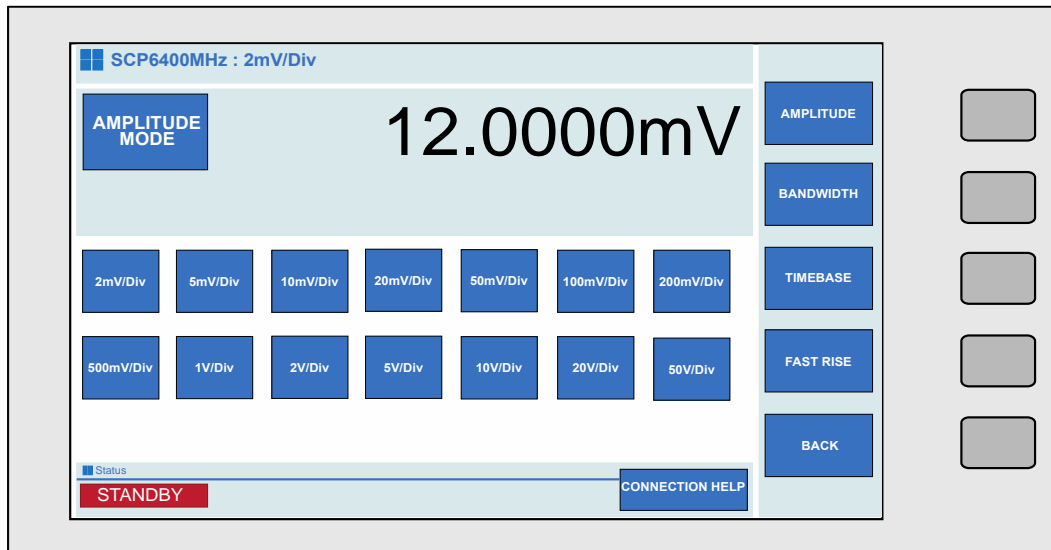 SCP6400MHz : 2mV/Div
AMPLITUDE
MODE
12.0000mV
2mV/Div
5mV/Div
10mV/Div
20mV/Div
50mV/Div
100mV/Div
200mV/Div
500mV/Div
1V/Div
2V/Div
5V/Div
10V/Div
20V/Div
50V/Div
Status
STANDBY
CONNECTION HELP
AMPLITUDE
BANDWIDTH
TIMEBASE
FAST RISE
BACK